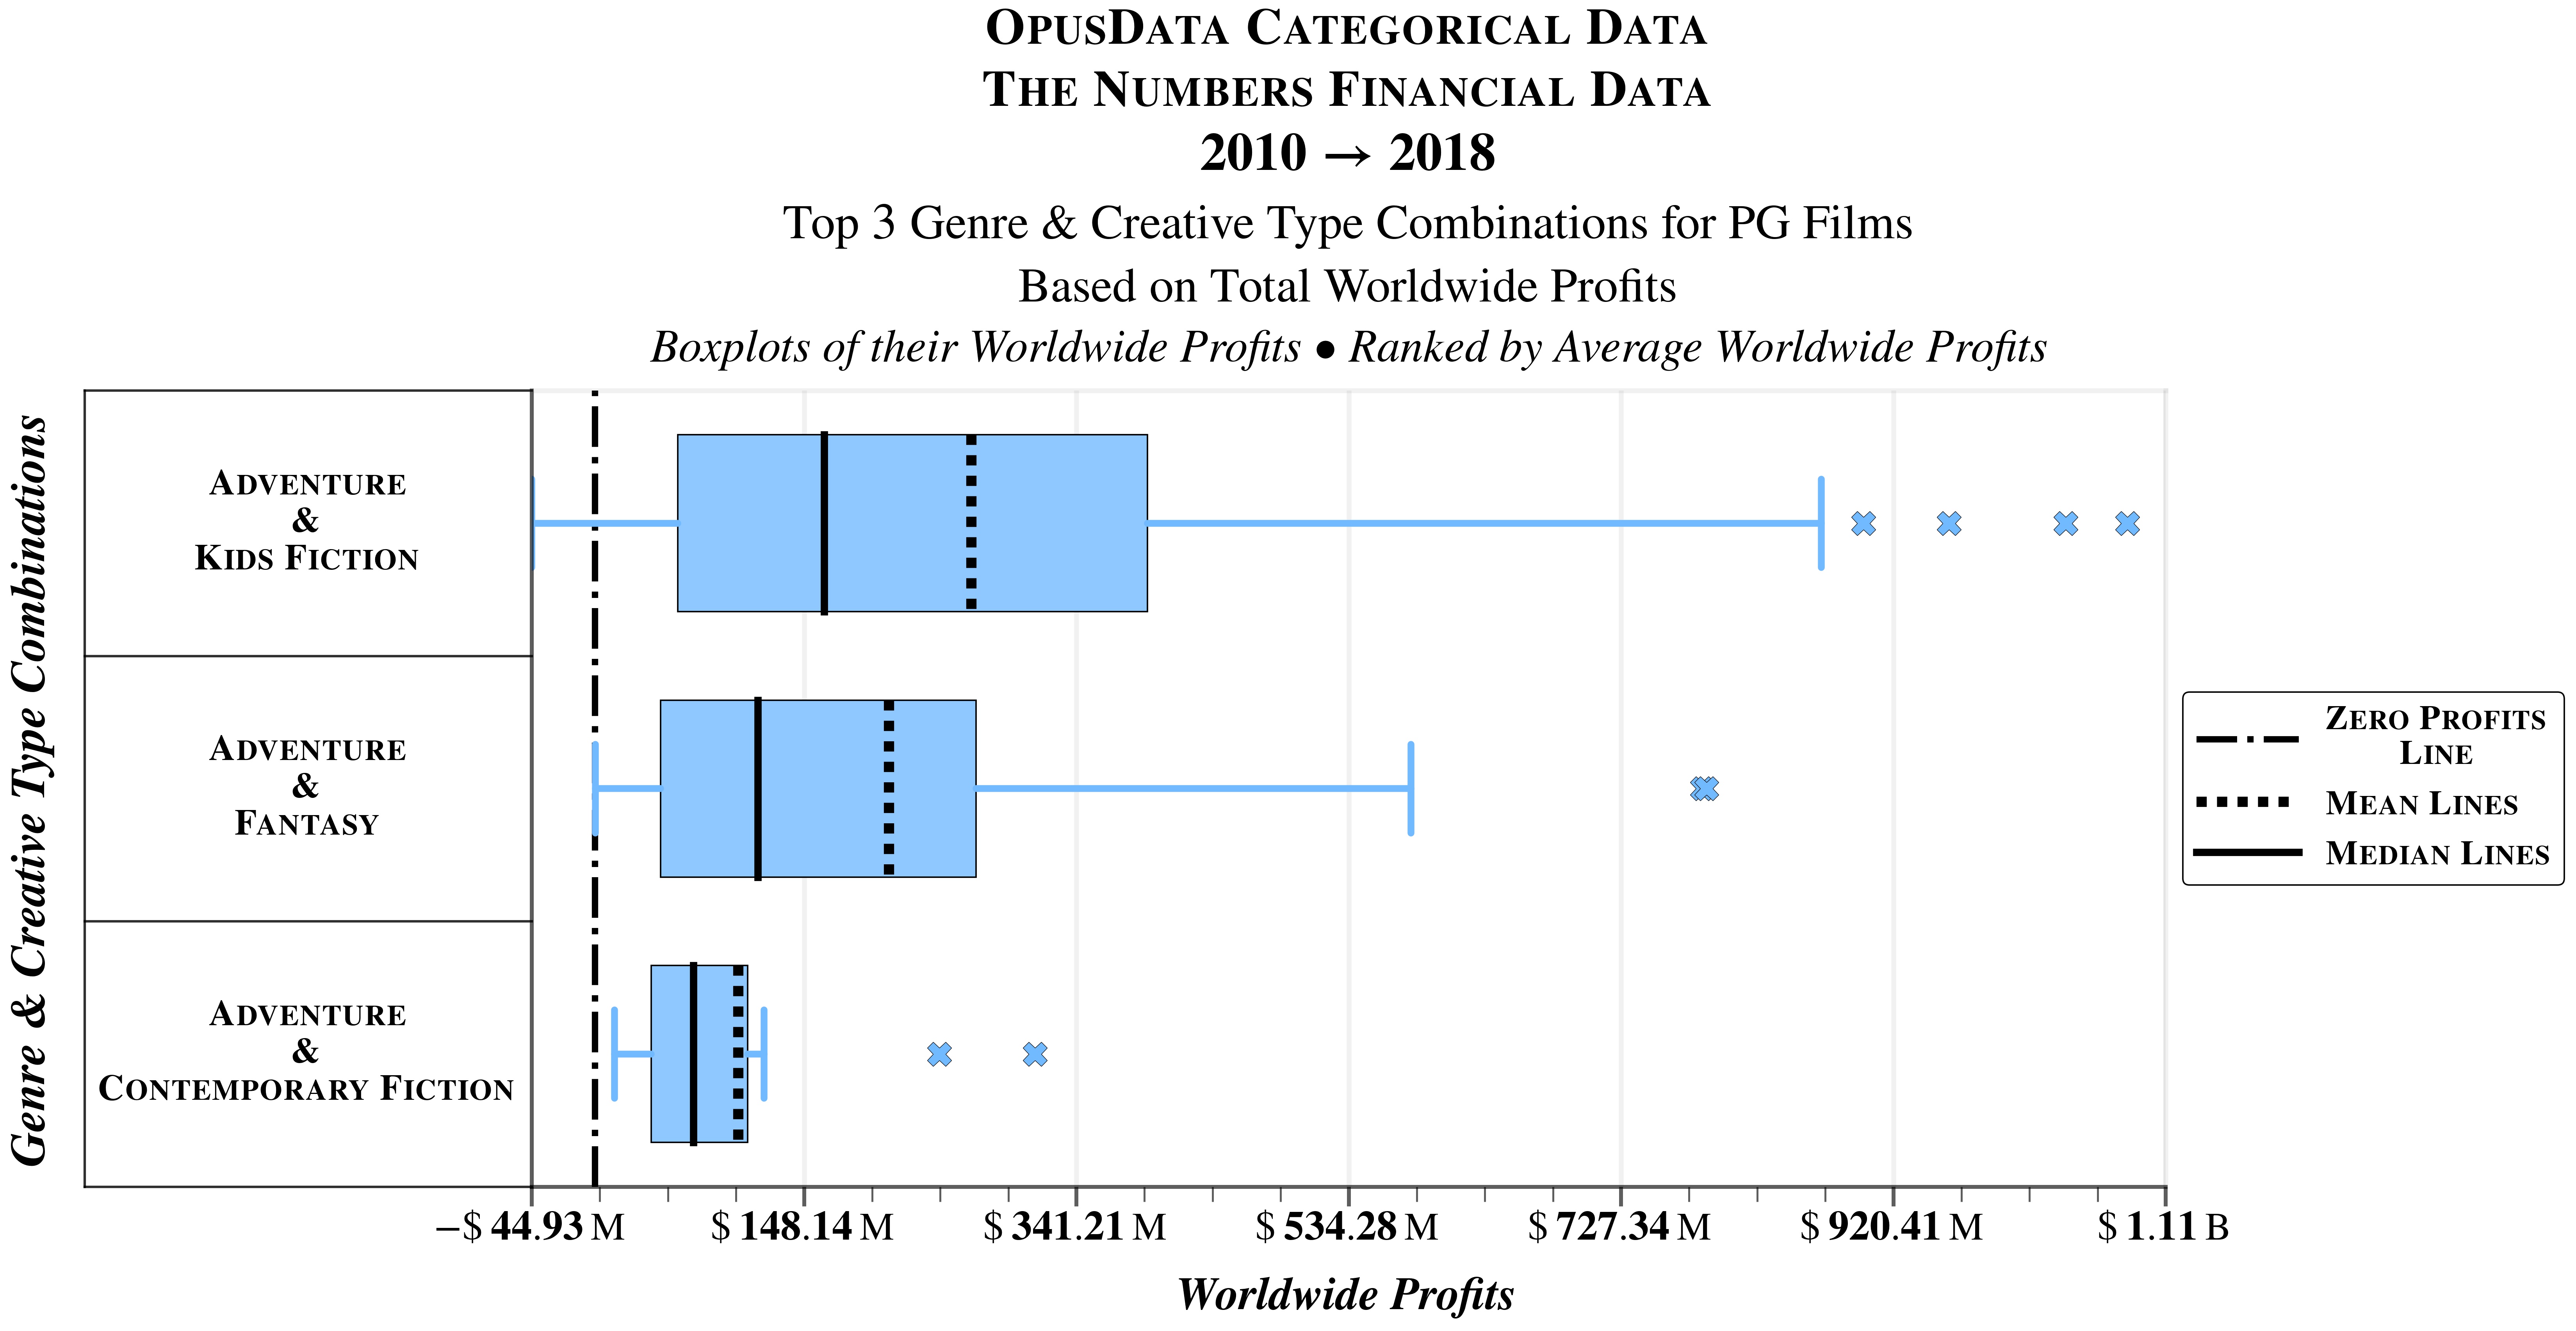 OpusData Categorical Data
The Numbers Financial Data
2010 → 2018
Top 3 Genre & Creative Type Combinations for PG Films
Based on Total Worldwide Profits
Boxplots of their Worldwide Profits ● Ranked by Average Worldwide Profits
Genre & Creative Type Combinations
Adventure
&
Kids Fiction
Adventure
&
Fantasy
Adventure
&
Contemporary Fiction
Zero Profits
Line
Mean Lines
Median Lines
−$ 44.93 M $ 148.14 M $ 341.21 M $ 534.28 M $ 727.34 M $ 920.41 M $ 1.11 B
Worldwide Profits